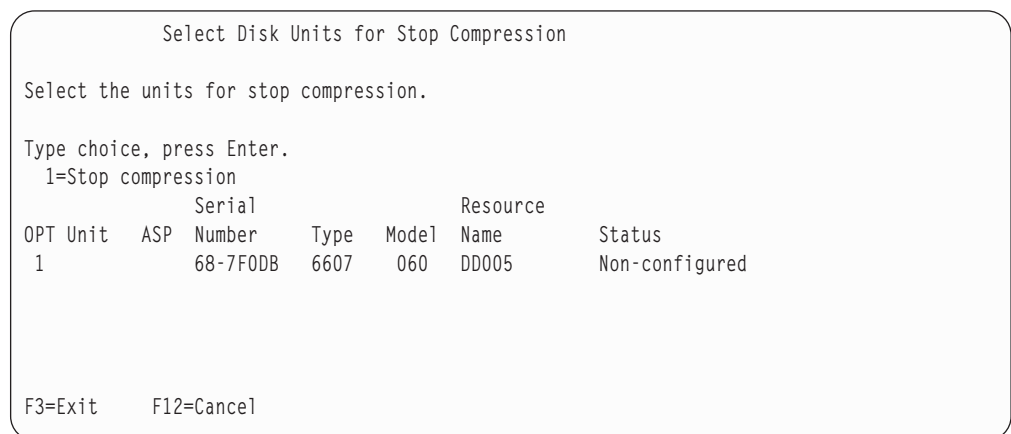 Select Disk Units for Stop Compression
Select the units for stop compression.
Type choice, press Enter.
1=Stop compression
Serial Resource
OPT Unit ASP Number Type Model Name Status
1 68-7F0DB 6607 060 DD005 Non-configured
F3=Exit F12=Cancel